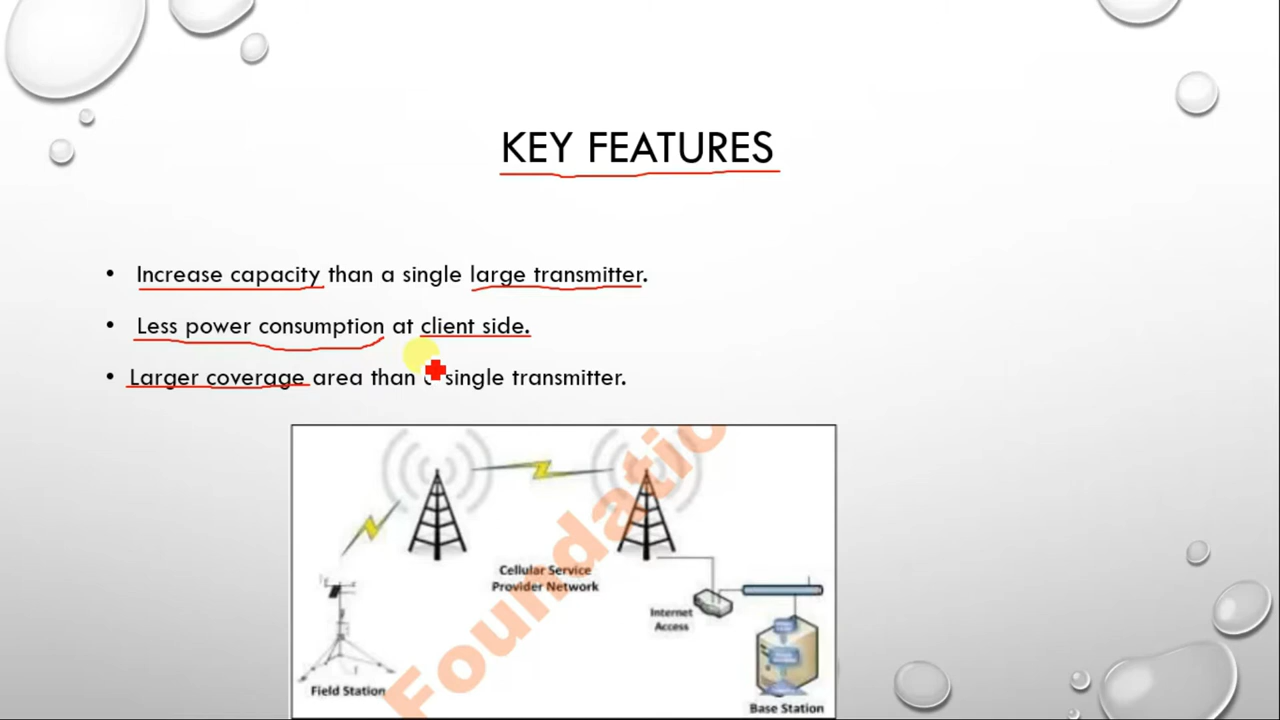 KEY FEATURES
• Increase capacity than a single large transmitter.
• Less power consumption at client side.
• Larger coverage area than single transmitter.
Cellular Service
Provider Network
Internet
Access
Field Station
Base Station
Foundatio